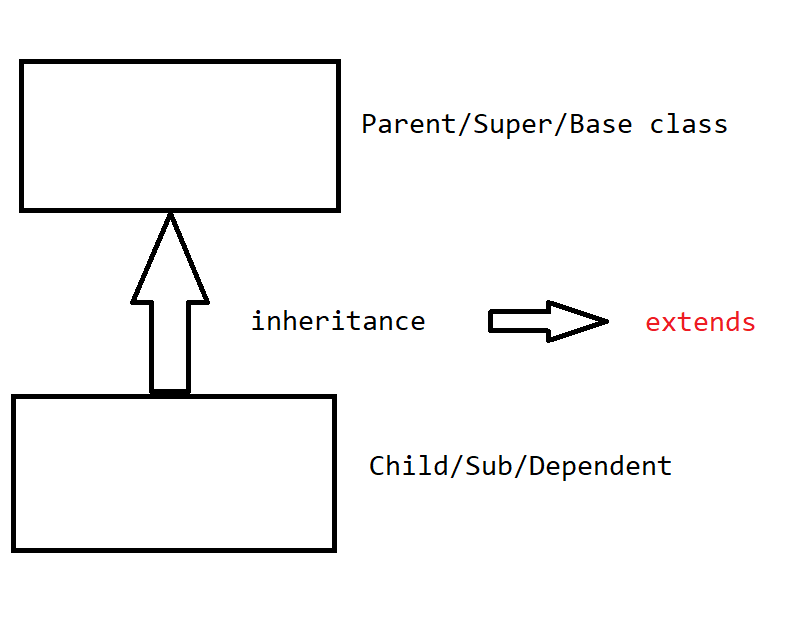 Parent/Super/Base class
inheritance
extends
Child/Sub/Dependent